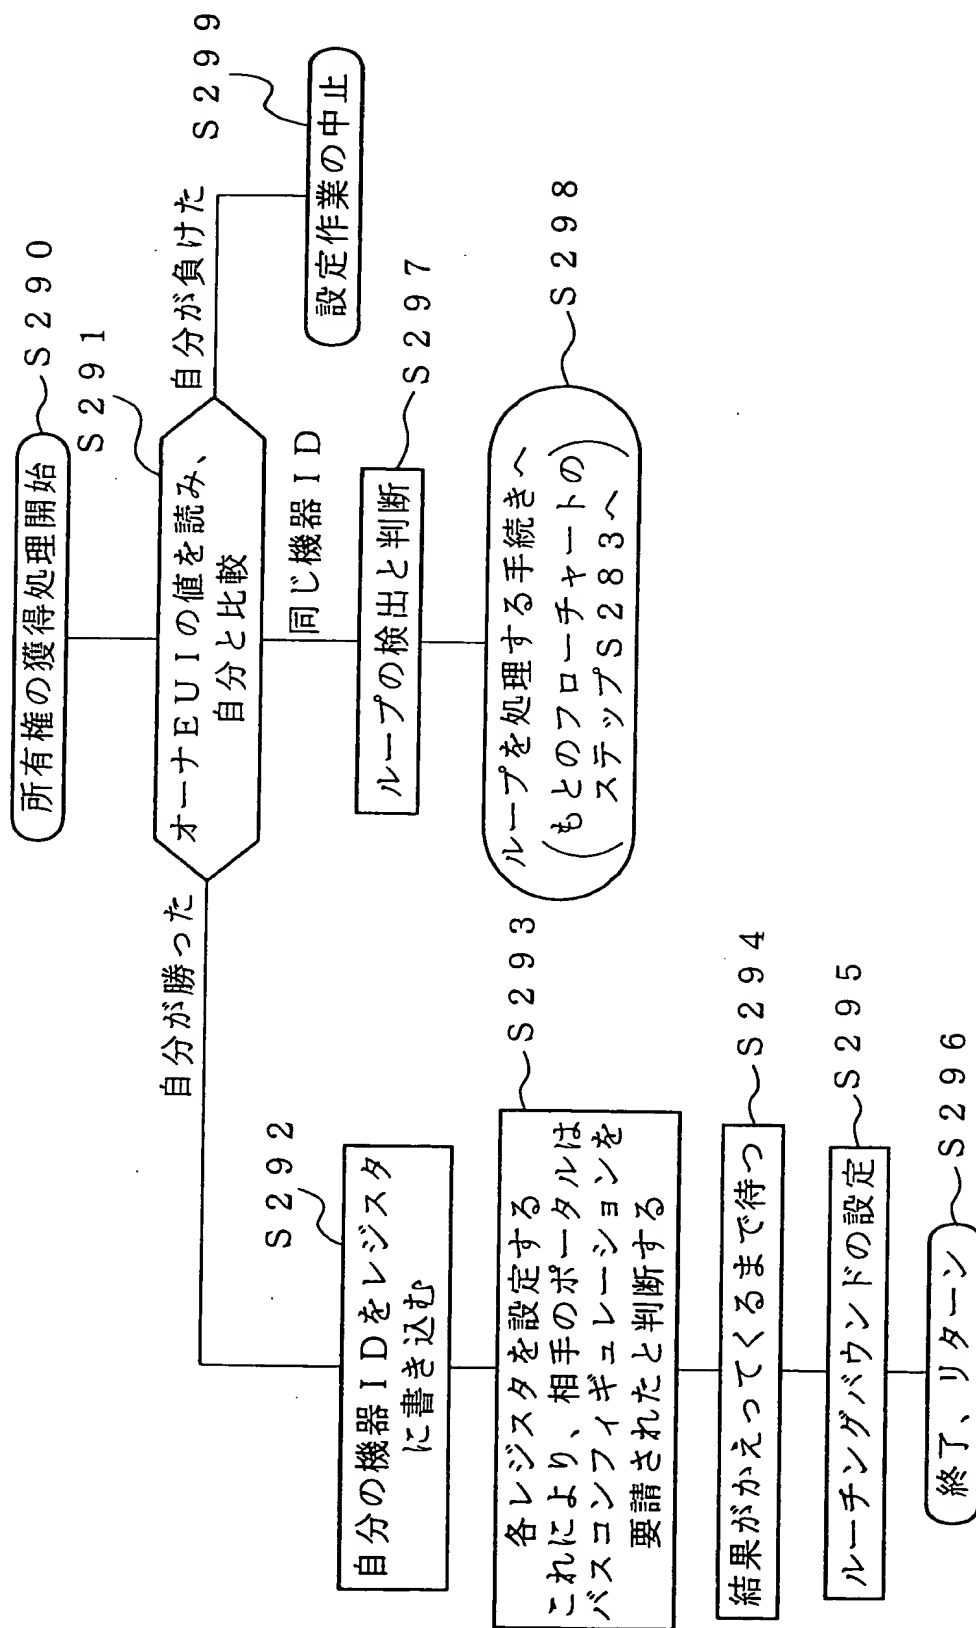 所有権の獲得処理開始
S290
S291
オーナEUIの値を読み、
自分と比較
自分が勝った
同じ機器ID
自分が負けた
S292
自分の機器IDをレジスタ
に書き込む
各レジスタを設定する
これにより、相手のポータルは
バスコンフィギュレーションを
要請されたと判断する
S293
結果がかえってくるまで待つ
S294
ルーチングバウンドの設定
S295
終了、リターン
S296
ループの検出と判断
S297
ループを処理する手続きへ
(もとのフローチャートの
ステップS283へ)
S298
設定作業の中止
S299